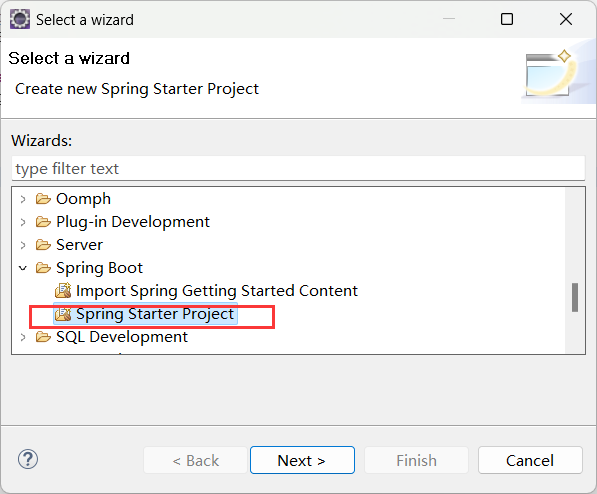 Select a wizard
Select a wizard
Create new Spring Starter Project
Wizards:
type filter text
Oomph
Plug-in Development
Server
Spring Boot
Import Spring Getting Started Content
Spring Starter Project
SQL Development
?
< Back
Next >
Finish
Cancel